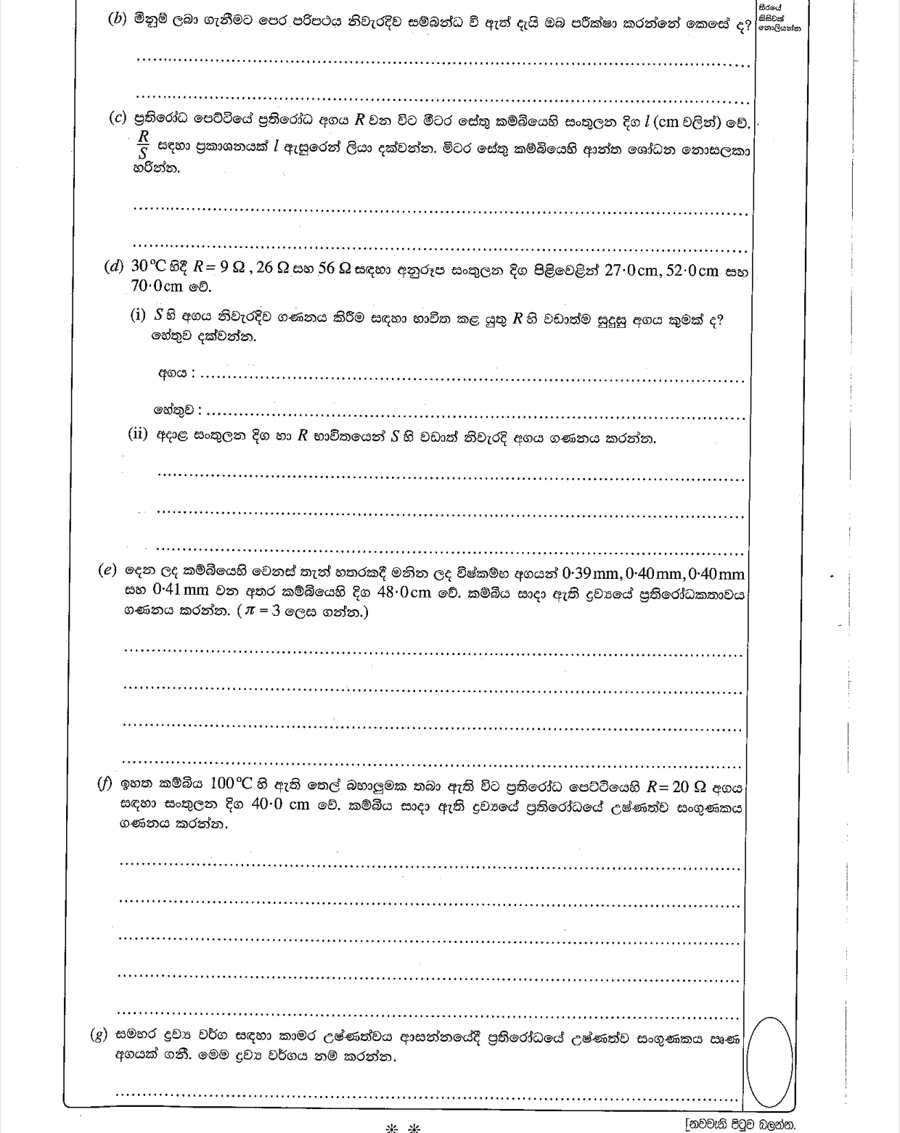 තීරයේ
කිසිවක්
නොලියන්න
(b) මිනුම් ලබා ගැනීමට පෙර පරිපථය නිවැරදිව සම්බන්ධ වී ඇත් දැයි ඔබ පරීක්ෂා කරන්නේ කෙසේ ද?
(c) ප්‍රතිරෝධ පෙට්ටියේ ප්‍රතිරෝධ අගය R වන විට මීටර සේතු කම්බියෙහි සංතුලන දිග l (cm වලින්) වේ.
R/S සඳහා ප්‍රකාශනයක් l ඇසුරෙන් ලියා දක්වන්න. මීටර සේතු කම්බියෙහි ආන්ත ශෝධන නොසලකා
හරින්න.
(d) 30 °C හිදී R = 9 Ω , 26 Ω සහ 56 Ω සඳහා අනුරූප සංතුලන දිග පිළිවෙළින් 27·0 cm, 52·0 cm සහ
70·0 cm වේ.
(i) S හි අගය නිවැරදිව ගණනය කිරීම සඳහා භාවිත කළ යුතු R හි වඩාත්ම සුදුසු අගය කුමක් ද?
හේතුව දක්වන්න.
අගය :
හේතුව :
(ii) අදාළ සංතුලන දිග හා R භාවිතයෙන් S හි වඩාත් නිවැරදි අගය ගණනය කරන්න.
(e) දෙන ලද කම්බියෙහි වෙනස් තැන් හතරකදී මනින ලද විෂ්කම්භ අගයන් 0·39 mm, 0·40 mm, 0·40 mm
සහ 0·41 mm වන අතර කම්බියෙහි දිග 48·0 cm වේ. කම්බිය සාදා ඇති ද්‍රව්‍යයේ ප්‍රතිරෝධකතාවය
ගණනය කරන්න. ( π = 3 ලෙස ගන්න.)
(f) ඉහත කම්බිය 100 °C හි ඇති තෙල් බහාලුමක තබා ඇති විට ප්‍රතිරෝධ පෙට්ටියෙහි R = 20 Ω අගය
සඳහා සංතුලන දිග 40·0 cm වේ. කම්බිය සාදා ඇති ද්‍රව්‍යයේ ප්‍රතිරෝධයේ උෂ්ණත්ව සංගුණකය
ගණනය කරන්න.
(g) සමහර ද්‍රව්‍ය වර්ග සඳහා කාමර උෂ්ණත්වය ආසන්නයේදී ප්‍රතිරෝධයේ උෂ්ණත්ව සංගුණකය ඍණ
අගයක් ගනී. මෙම ද්‍රව්‍ය වර්ගය නම් කරන්න.
* *
[නවවැනි පිටුව බලන්න.